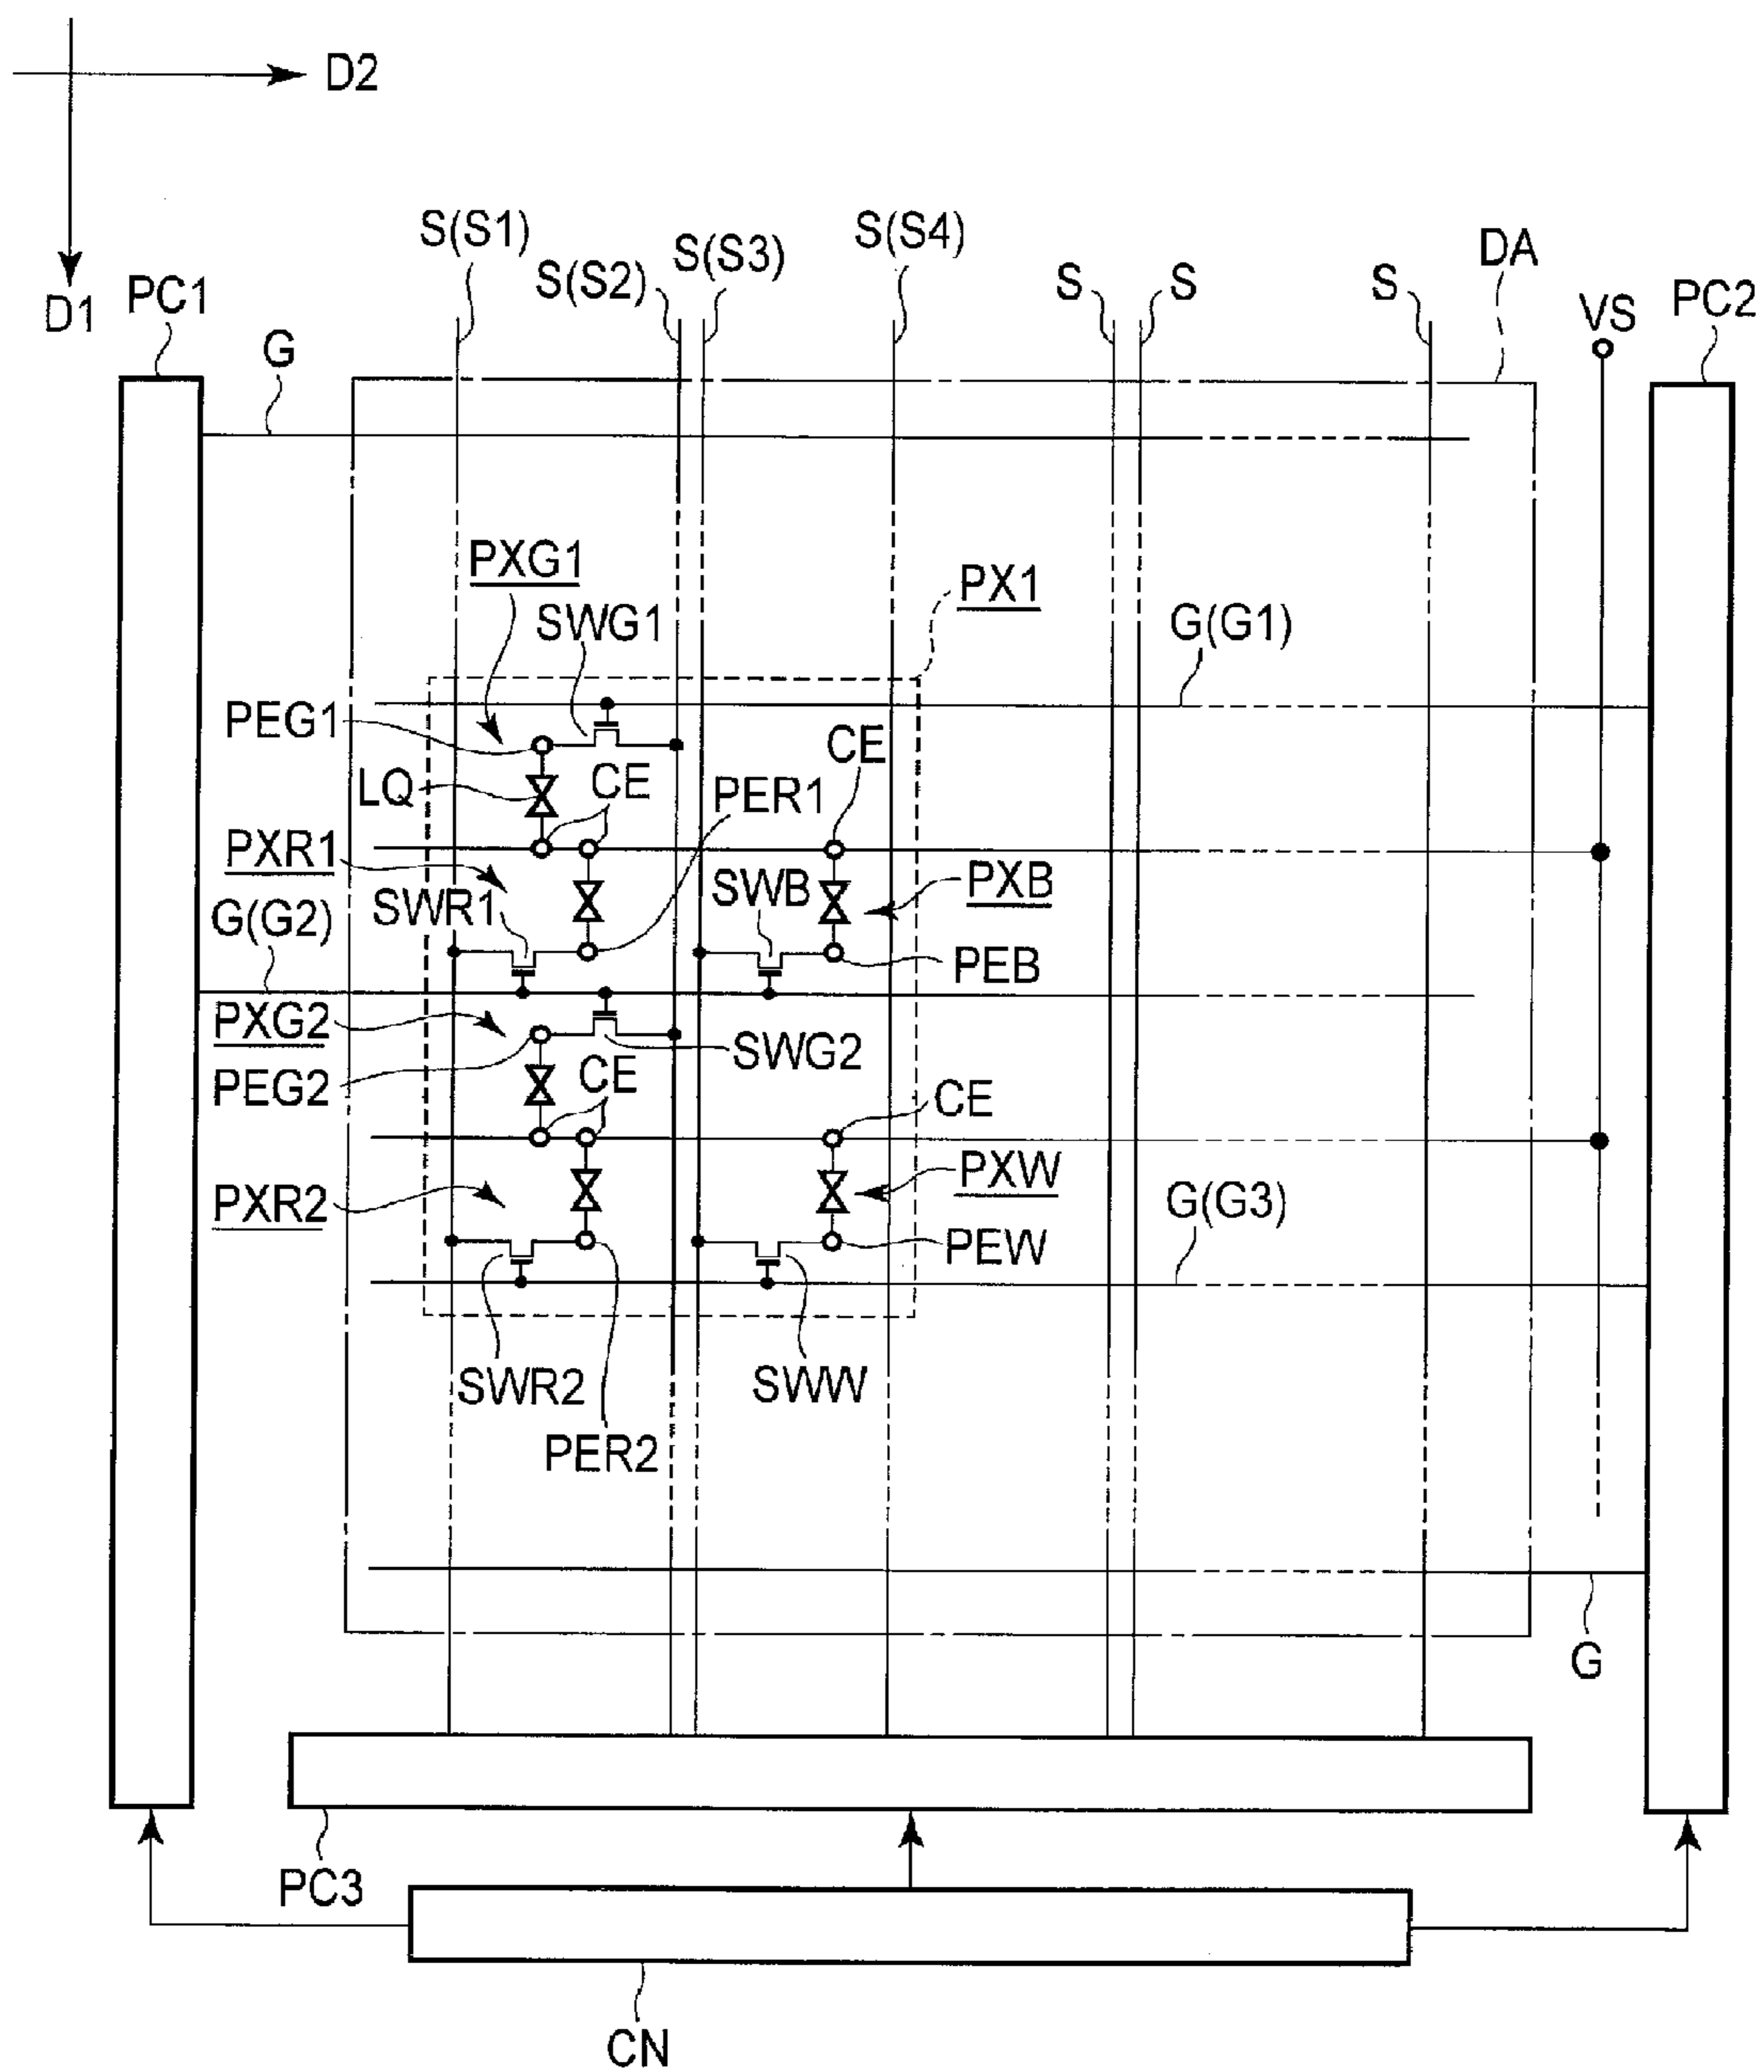 D2
D1
S(S1)
S(S2)
S(S3)
S(S4)
S
S
S
DA
VS
PC1
PC2
G
PXG1
SWG1
PX1
G(G1)
PEG1
LQ
CE
PER1
CE
PXR1
SWR1
SWB
PXB
G(G2)
PEB
PXG2
SWG2
PEG2
CE
CE
PXR2
PXW
G(G3)
PEW
SWR2
SWW
PER2
G
PC3
CN